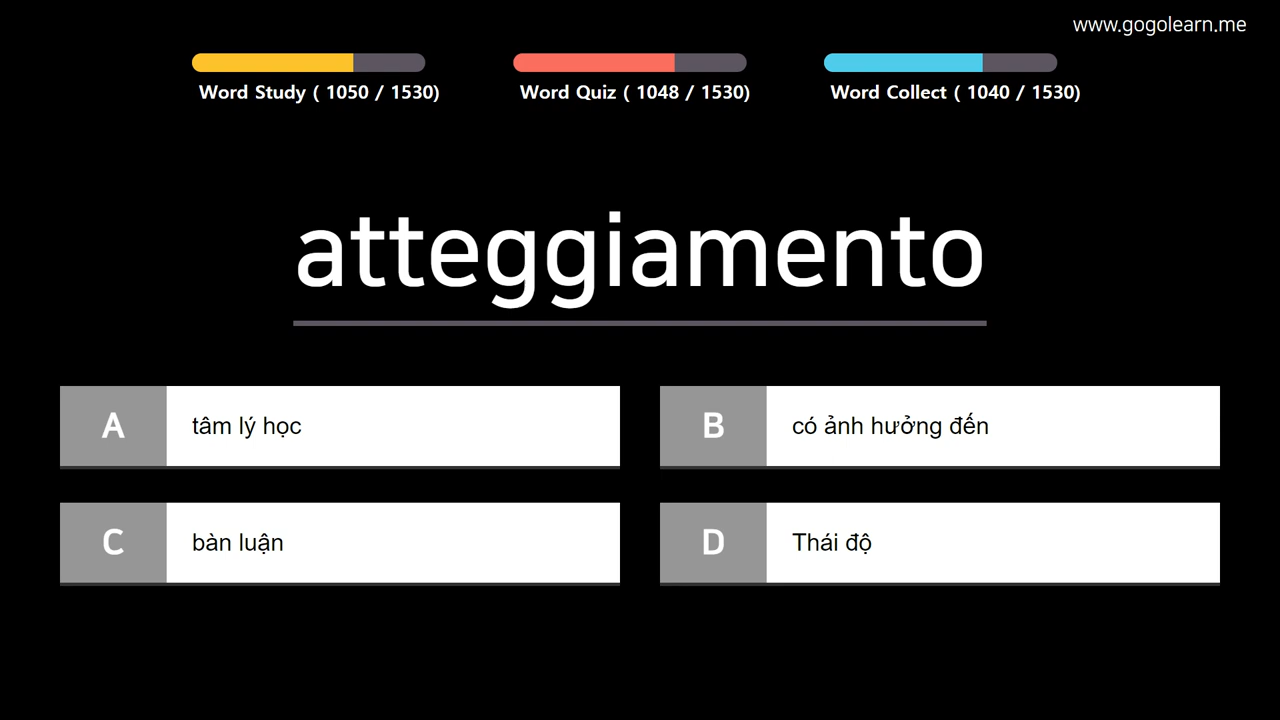 www.gogolearn.me
Word Study ( 1050 / 1530)
Word Quiz ( 1048 / 1530)
Word Collect ( 1040 / 1530)
atteggiamento
A tâm lý học
B có ảnh hưởng đến
C bàn luận
D Thái độ